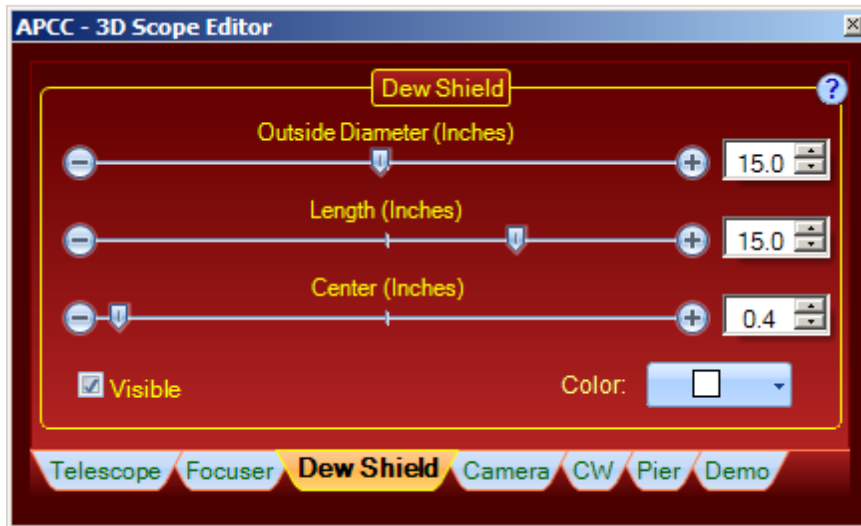 APCC - 3D Scope Editor
Dew Shield
?
Outside Diameter (Inches)
15.0
Length (Inches)
15.0
Center (Inches)
0.4
Visible
Color:
Telescope Focuser Dew Shield Camera CW Pier Demo